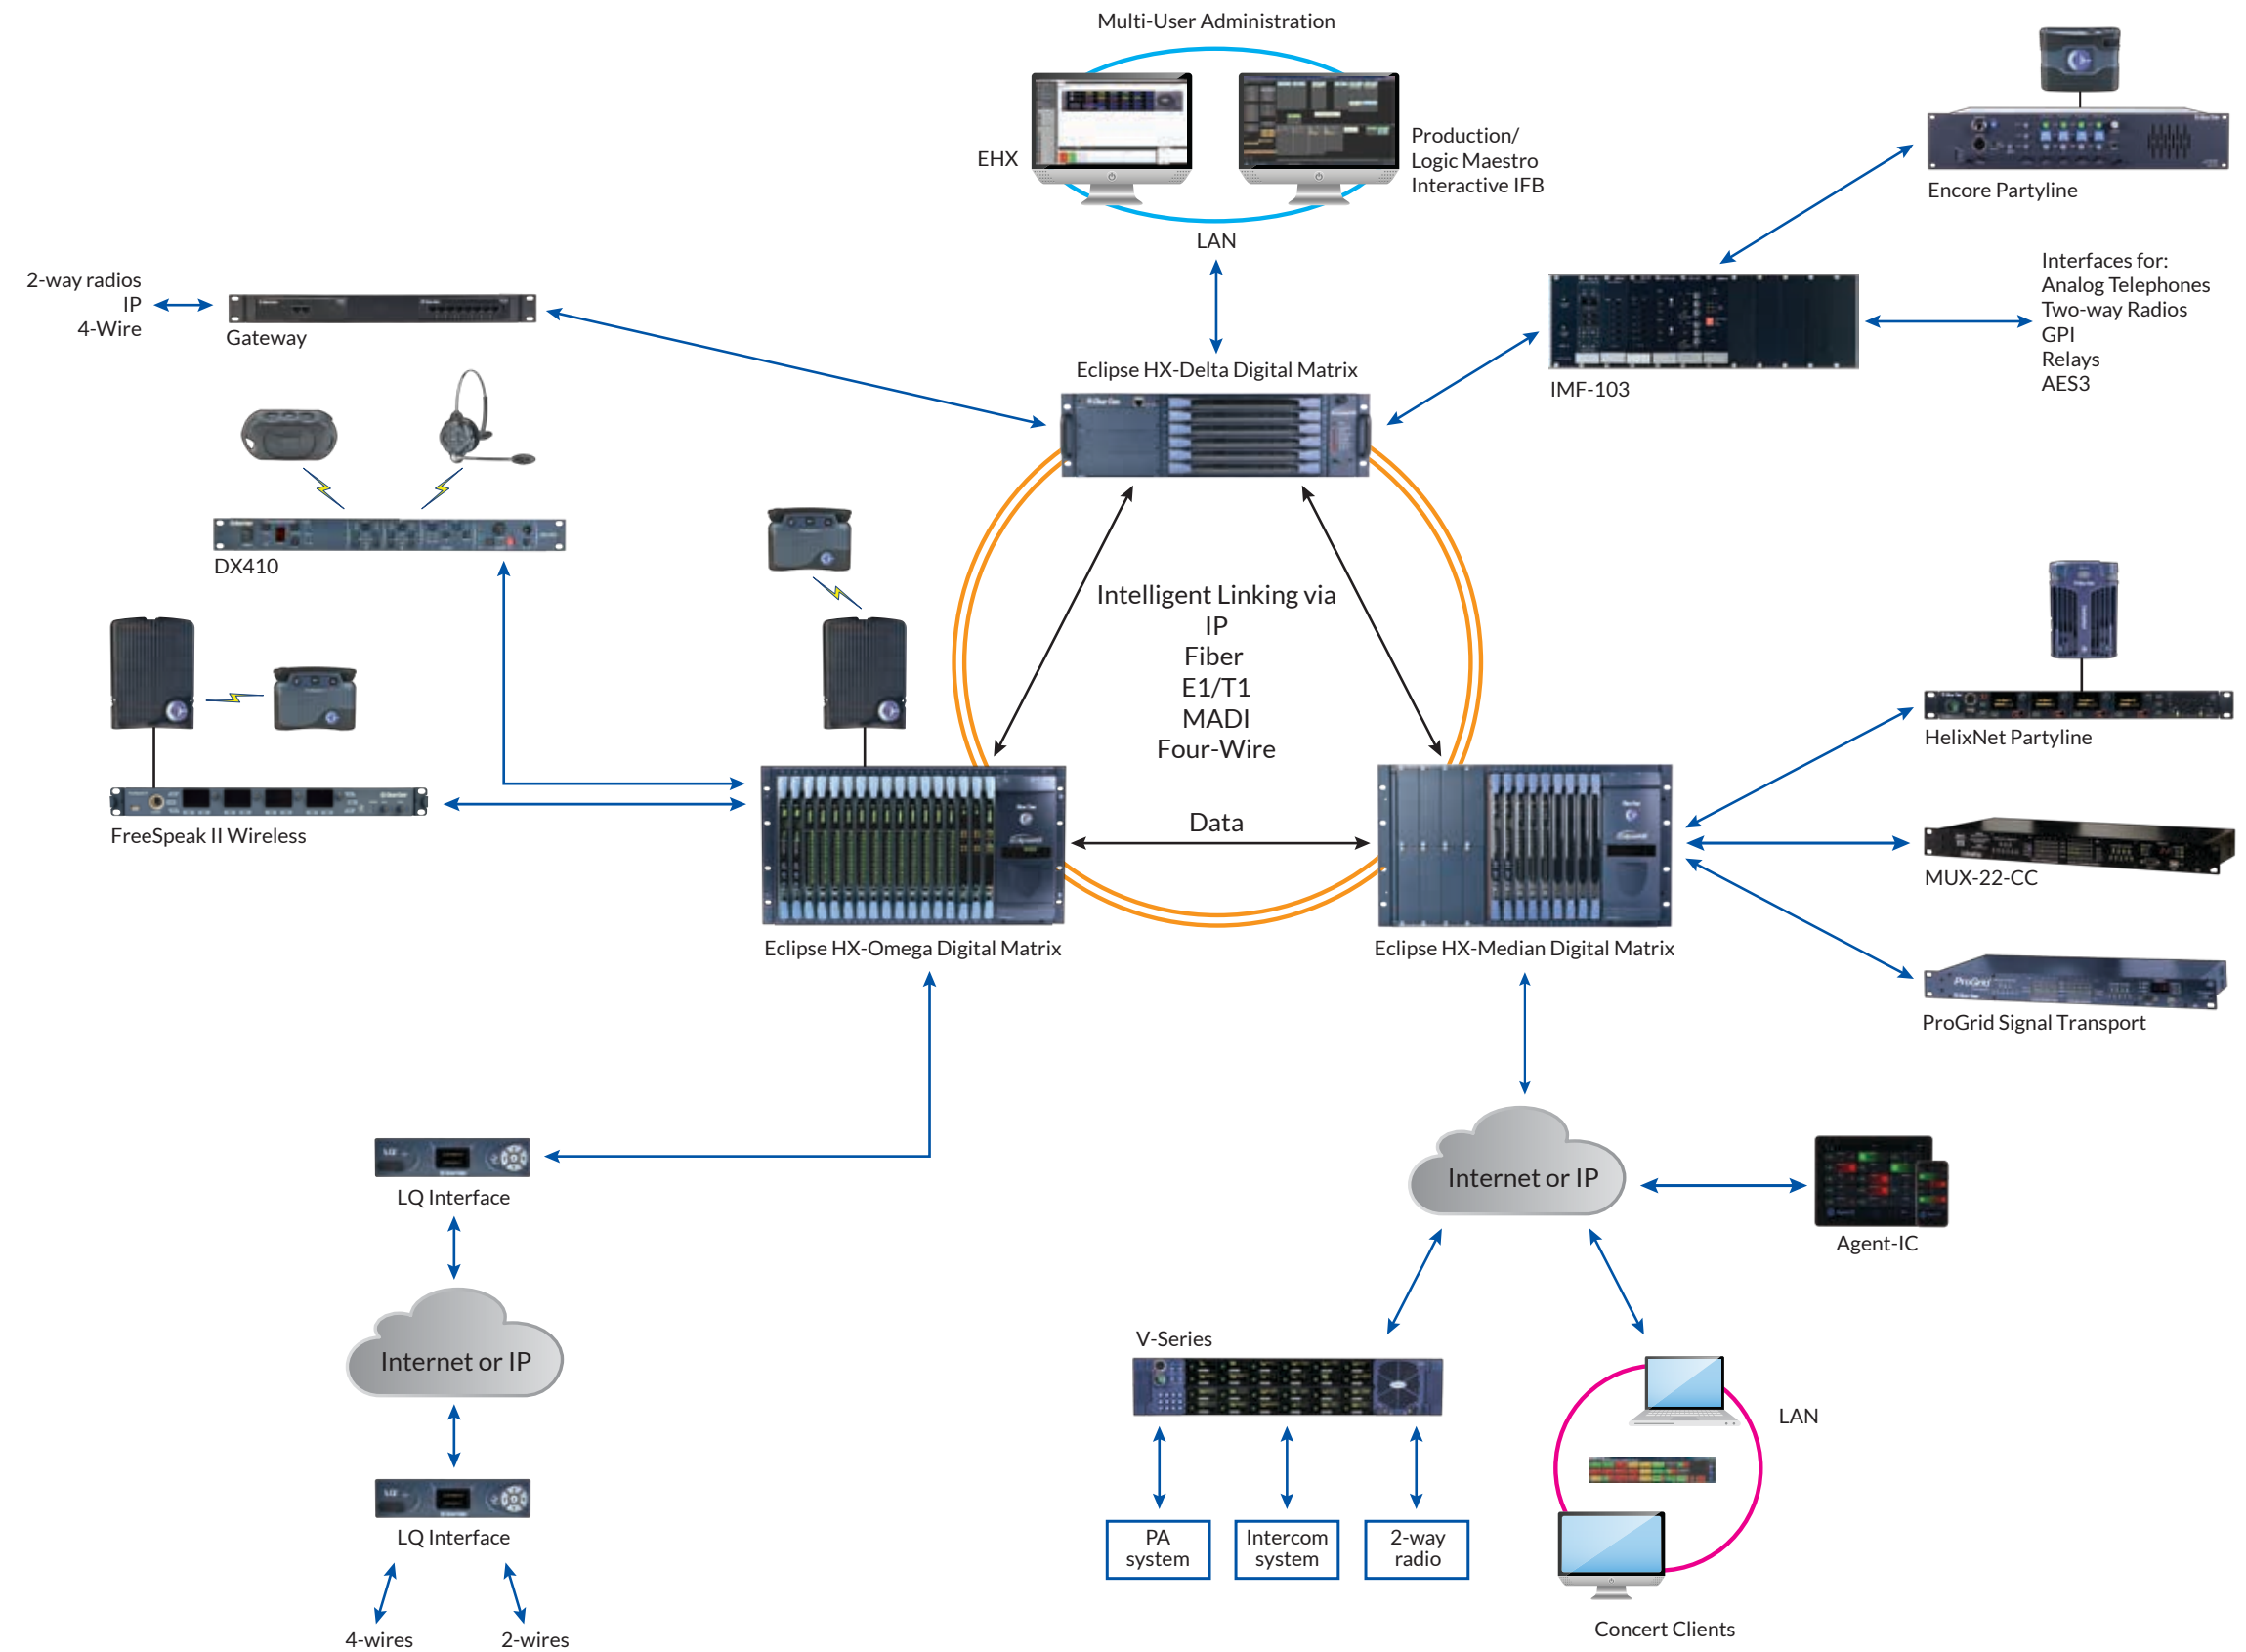 Multi-User Administration
EHX
Production/
Logic Maestro
Interactive IFB
LAN
Encore Partyline
2-way radios
IP
4-Wire
Gateway
Interfaces for:
Analog Telephones
Two-way Radios
GPI
Relays
AES3
IMF-103
Eclipse HX-Delta Digital Matrix
DX410
Intelligent Linking via
IP
Fiber
E1/T1
MADI
Four-Wire
FreeSpeak II Wireless
HelixNet Partyline
Data
MUX-22-CC
Eclipse HX-Omega Digital Matrix
Eclipse HX-Median Digital Matrix
ProGrid
ProGrid Signal Transport
LQ Interface
Internet or IP
Agent-IC
Internet or IP
V-Series
LAN
LQ Interface
PA
system
Intercom
system
2-way
radio
Concert Clients
4-wires
2-wires